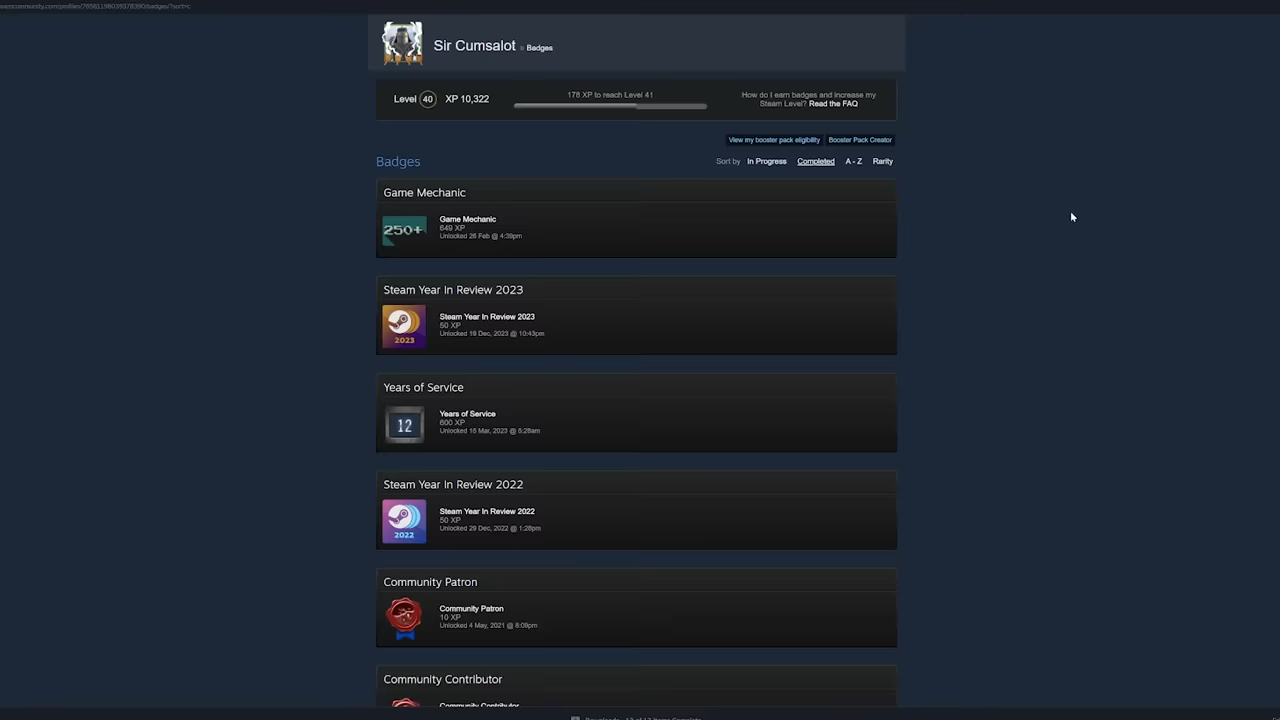 Sir Cumsalot » Badges
Level 40 XP 10,322
178 XP to reach Level 41
How do I earn badges and increase my
Steam Level? Read the FAQ
View my booster pack eligibility Booster Pack Creator
Badges
Sort by In Progress Completed A - Z Rarity
Game Mechanic
250+
Game Mechanic
649 XP
Unlocked 26 Feb @ 4:39pm
Steam Year In Review 2023
2023
Steam Year In Review 2023
50 XP
Unlocked 19 Dec, 2023 @ 10:43pm
Years of Service
12
Years of Service
600 XP
Unlocked 16 Mar, 2023 @ 5:28am
Steam Year In Review 2022
2022
Steam Year In Review 2022
50 XP
Unlocked 29 Dec, 2022 @ 1:28pm
Community Patron
Community Patron
10 XP
Unlocked 4 May, 2021 @ 8:09pm
Community Contributor
Community Contributor